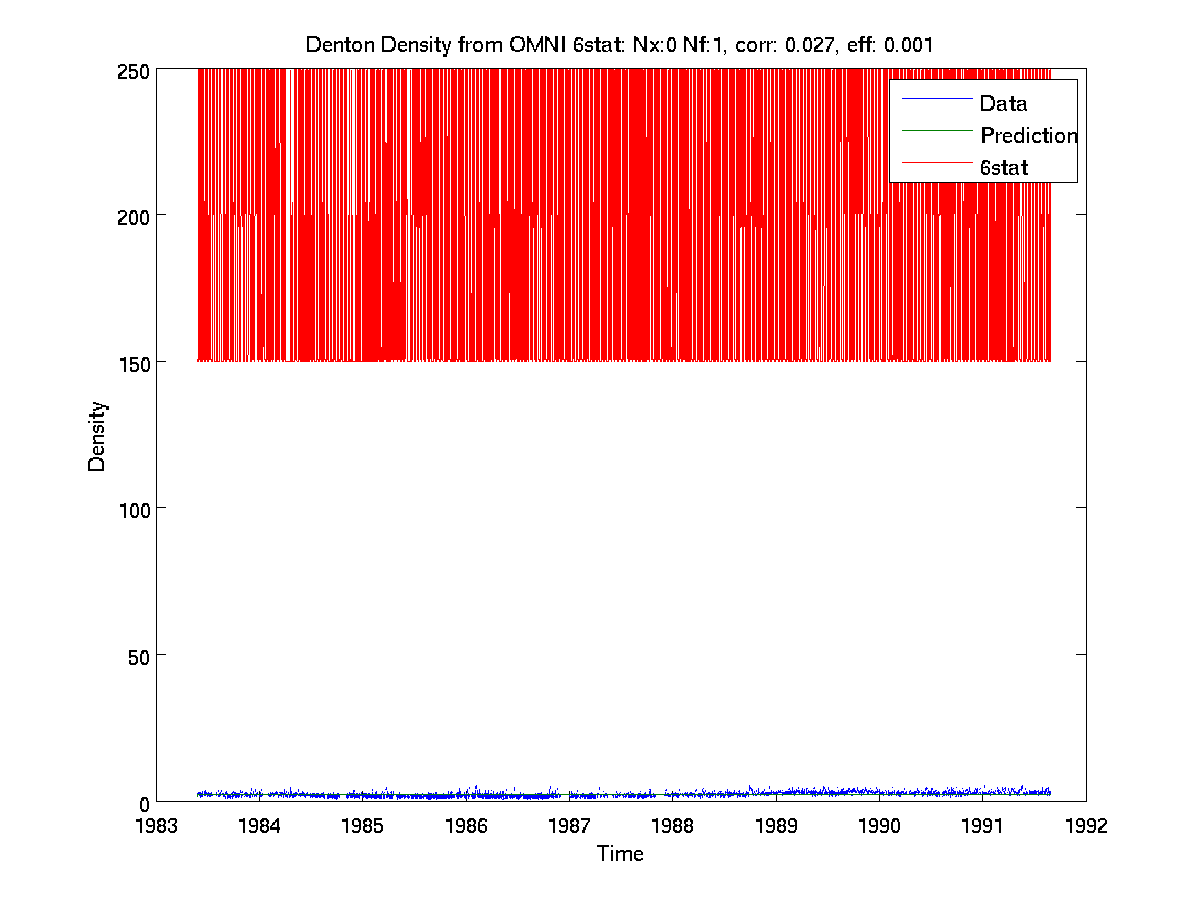 Denton Density from OMNI 6stat: Nx:0 Nf:1, corr: 0.027, eff: 0.001
250
200
150
100
50
0
Density
Data
Prediction
6stat
1983 1984 1985 1986 1987 1988 1989 1990 1991 1992
Time